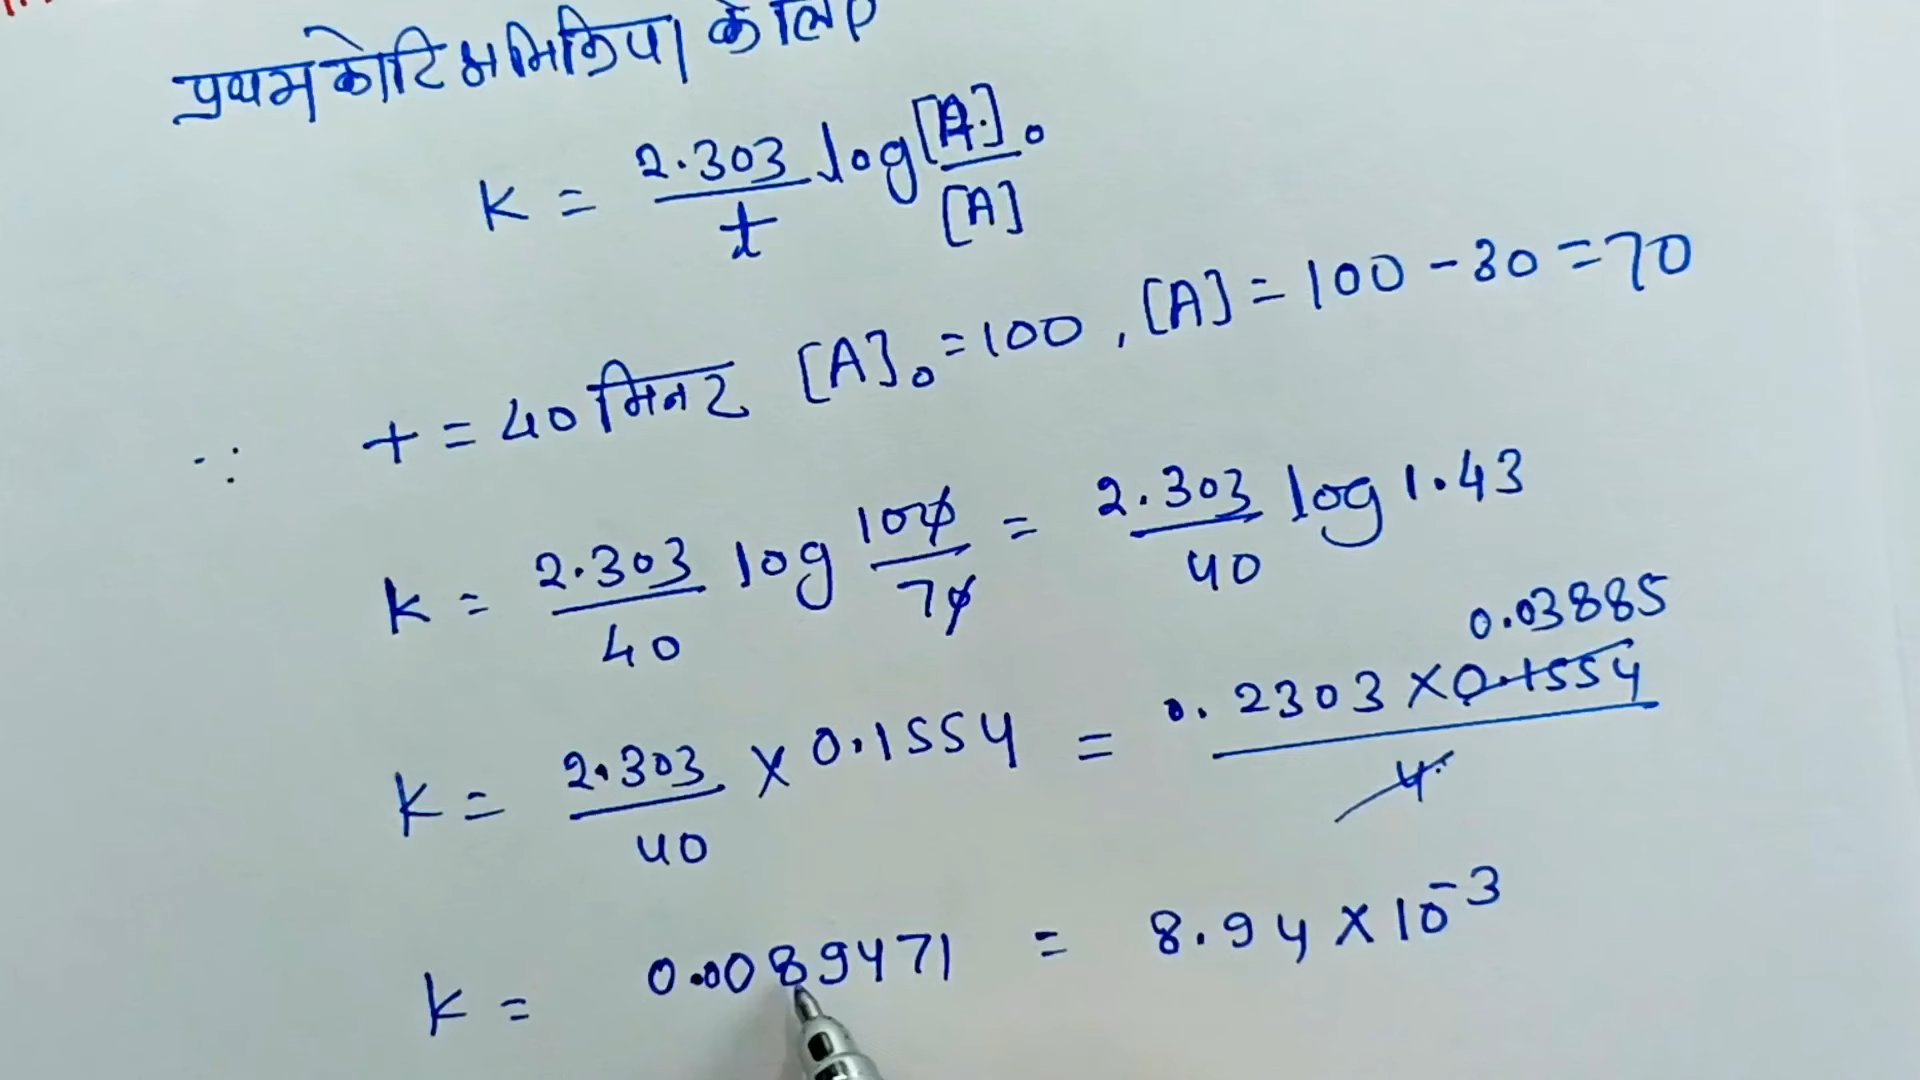 प्रथम कोटि अभिक्रिया के लिए
K = 2.303/t log [A]₀/[A]
∵ t = 40 मिनट [A]₀ = 100, [A] = 100 - 30 = 70
K = 2.303/40 log 100/70 = 2.303/40 log 1.43
0.03885
K = 2.303/40 × 0.1554 = 0.2303 × 0.1554/4
K = 0.0089471 = 8.94 × 10⁻³